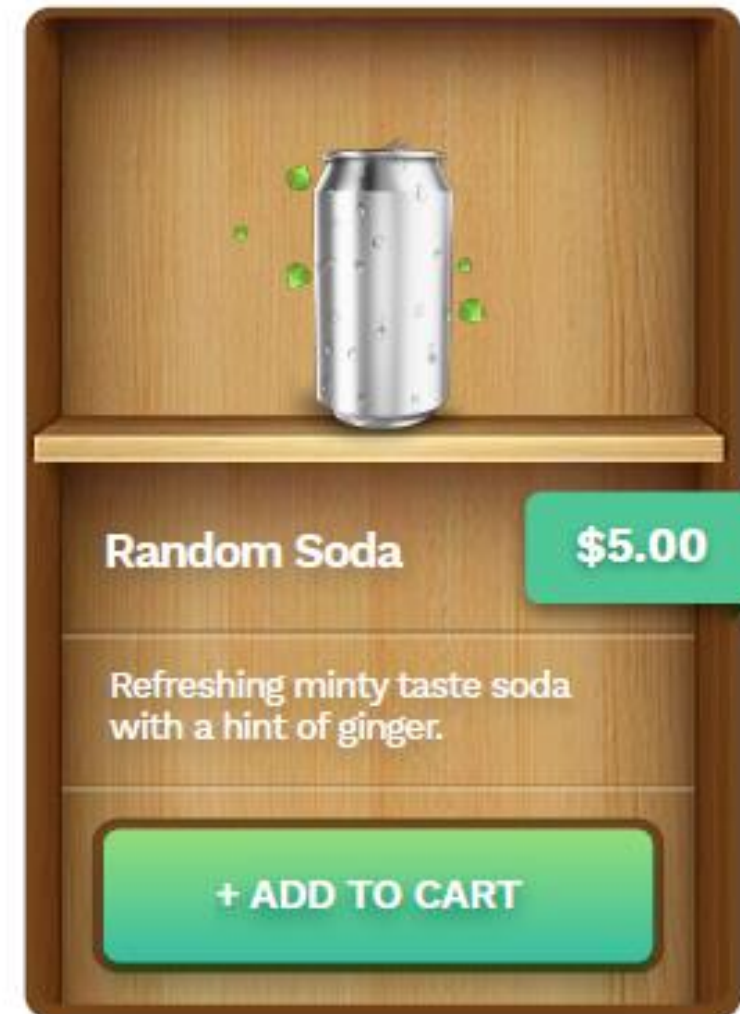 Random Soda
$5.00
Refreshing minty taste soda
with a hint of ginger.
+ ADD TO CART